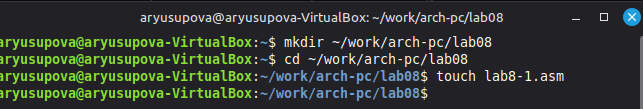 aryusupova@aryusupova-VirtualBox: ~/work/arch-pc/lab08
aryusupova@aryusupova-VirtualBox:~$ mkdir ~/work/arch-pc/lab08
aryusupova@aryusupova-VirtualBox:~$ cd ~/work/arch-pc/lab08
aryusupova@aryusupova-VirtualBox:~/work/arch-pc/lab08$ touch lab8-1.asm
aryusupova@aryusupova-VirtualBox:~/work/arch-pc/lab08$